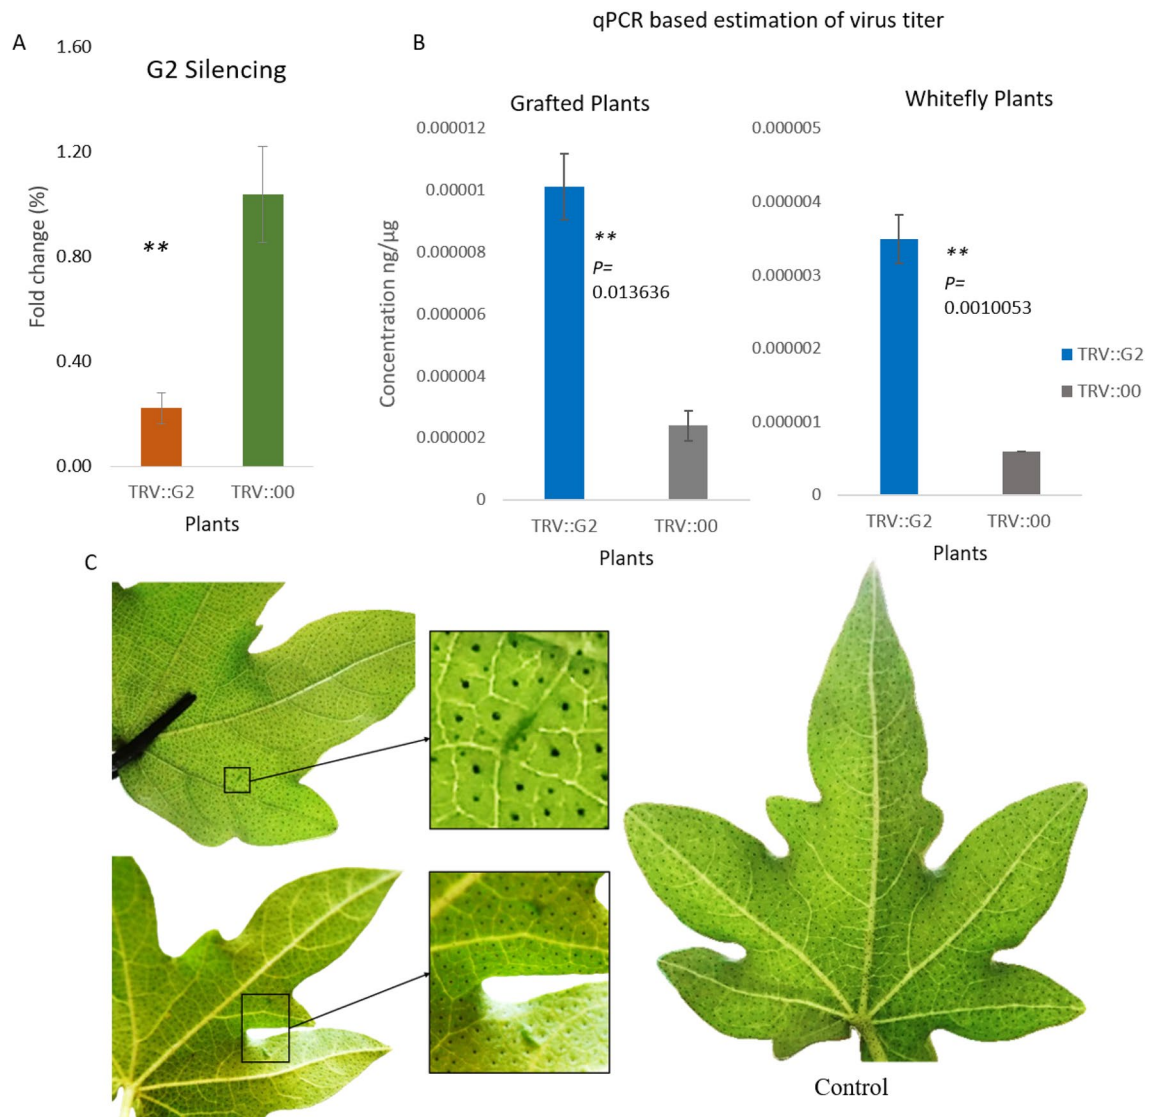 qPCR based estimation of virus titer
A
G2 Silencing
Fold change (%)
1.60
1.20
0.80
0.40
0.00
**
TRV::G2 TRV::00
Plants
B
Grafted Plants
Concentration ng/µg
0.000012
0.00001
0.000008
0.000006
0.000004
0.000002
0
**
P=
0.013636
TRV::G2 TRV::00
Plants
Whitefly Plants
0.000005
0.000004
0.000003
0.000002
0.000001
0
**
P=
0.0010053
TRV::G2 TRV::00
Plants
TRV::G2
TRV::00
C
Control